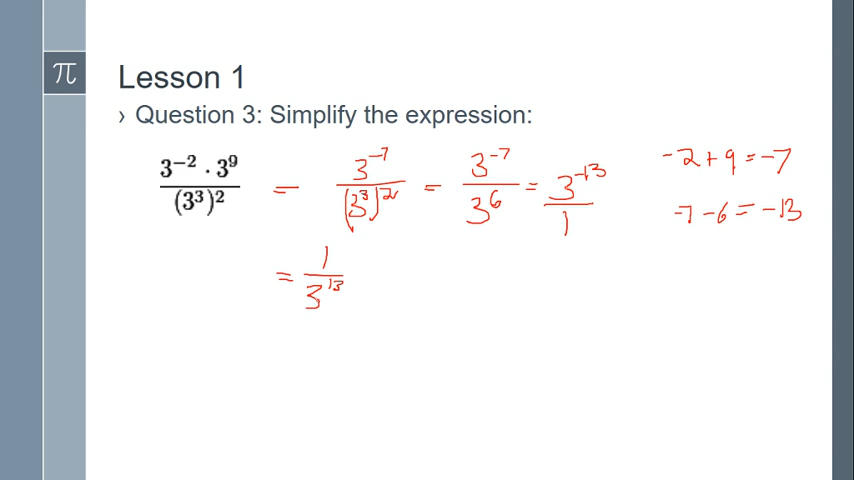 π
Lesson 1
› Question 3: Simplify the expression:
3⁻² · 3⁹ / (3³)² = 3⁻⁷ / (3³)² = 3⁻⁷ / 3⁶ = 3⁻¹³ / 1
-2 + 9 = -7
-7 - 6 = -13
= 1 / 3¹³